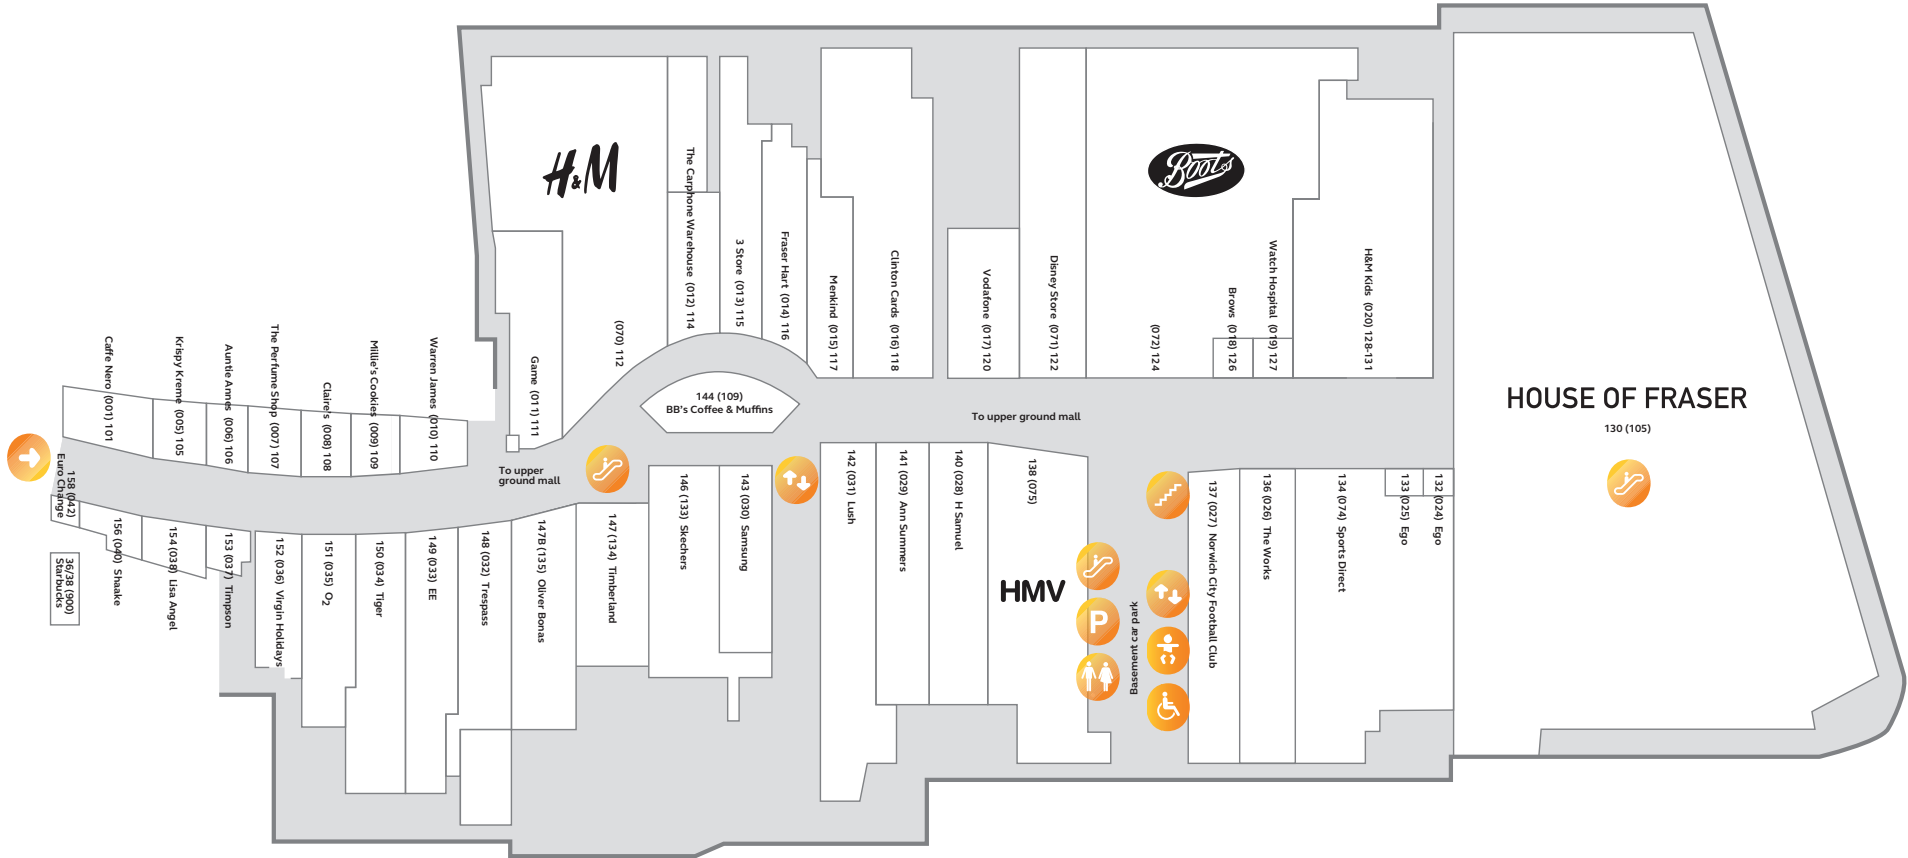 H&M
(070) 112
The Carphone Warehouse (012) 114
3 Store (013) 115
Fraser Hart (014) 116
Menkind (015) 117
Clinton Cards (016) 118
Vodafone (017) 120
Disney Store (071) 122
Boots
(072) 124
Brows (018) 126
Watch Hospital (019) 127
H&M Kids (020) 128-131
HOUSE OF FRASER
130 (105)
Caffe Nero (001) 101
Krispy Kreme (005) 105
Auntie Annes (006) 106
The Perfume Shop (007) 107
Claire's (008) 108
Millie's Cookies (009) 109
Warren James (010) 110
Game (011) 111
144 (109)
BB's Coffee & Muffins
To upper ground mall
To upper
ground mall
158 (042)
Euro Change
156 (040) Shaake
154 (038) Lisa Angel
153 (037) Timpson
152 (036) Virgin Holidays
151 (035) O2
150 (034) Tiger
149 (033) EE
148 (032) Trespass
147B (135) Oliver Bonas
147 (134) Timberland
146 (133) Skechers
143 (030) Samsung
142 (031) Lush
141 (029) Ann Summers
140 (028) H Samuel
138 (075)
HMV
P
Basement car park
137 (027) Norwich City Football Club
136 (026) The Works
134 (074) Sports Direct
133 (025) Ego
132 (024) Ego
36/38 (900)
Starbucks